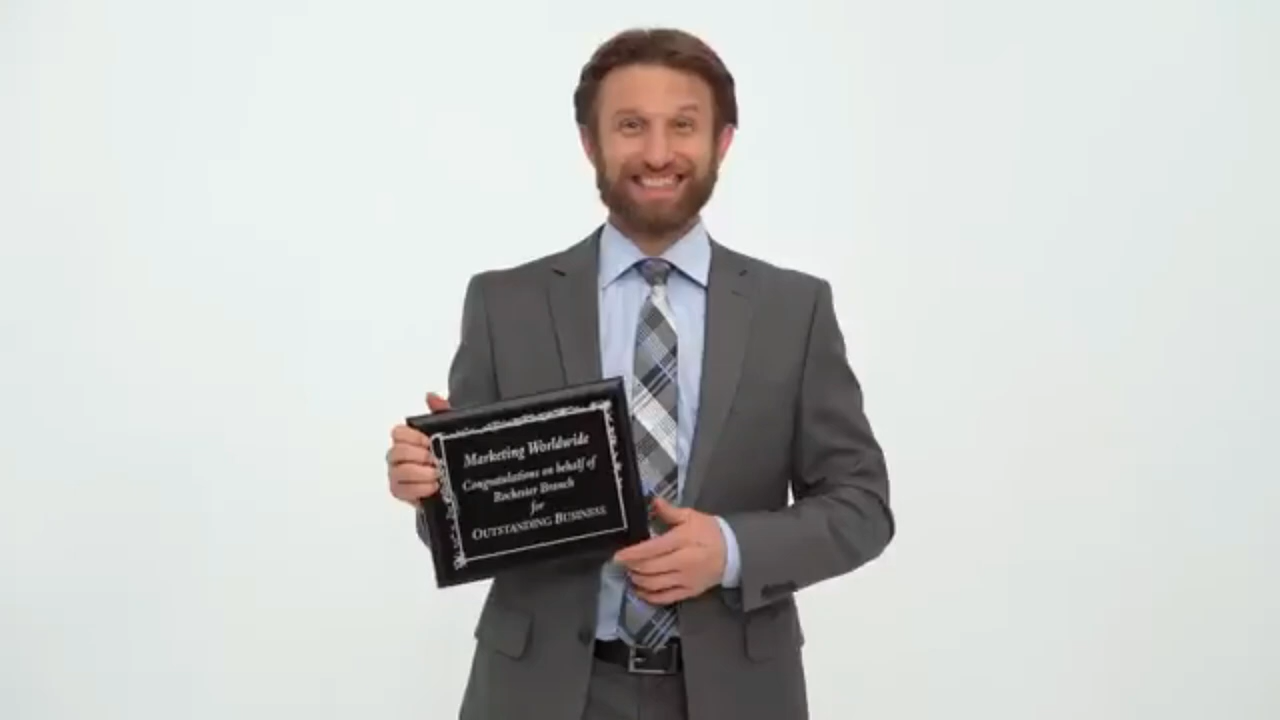 Marketing Worldwide
Congratulations on behalf of
Rochester Branch
for
OUTSTANDING BUSINESS